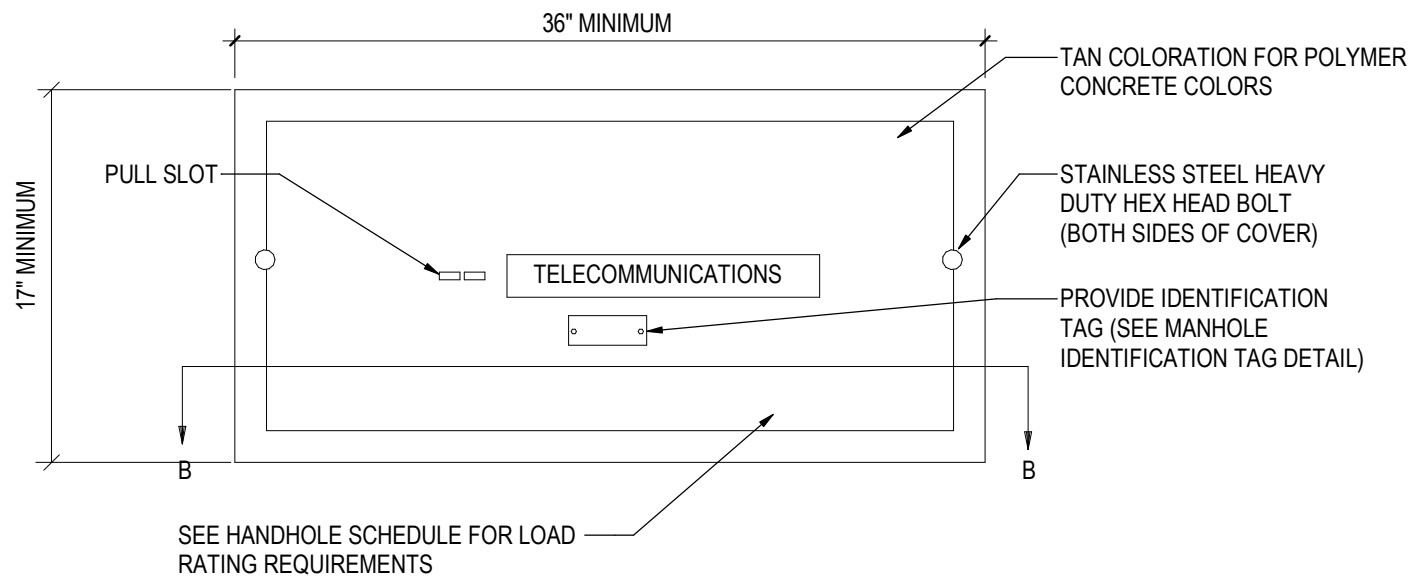 36" MINIMUM
TAN COLORATION FOR POLYMER
CONCRETE COLORS
PULL SLOT
STAINLESS STEEL HEAVY
DUTY HEX HEAD BOLT
(BOTH SIDES OF COVER)
17" MINIMUM
TELECOMMUNICATIONS
PROVIDE IDENTIFICATION
TAG (SEE MANHOLE
IDENTIFICATION TAG DETAIL)
B
B
SEE HANDHOLE SCHEDULE FOR LOAD
RATING REQUIREMENTS